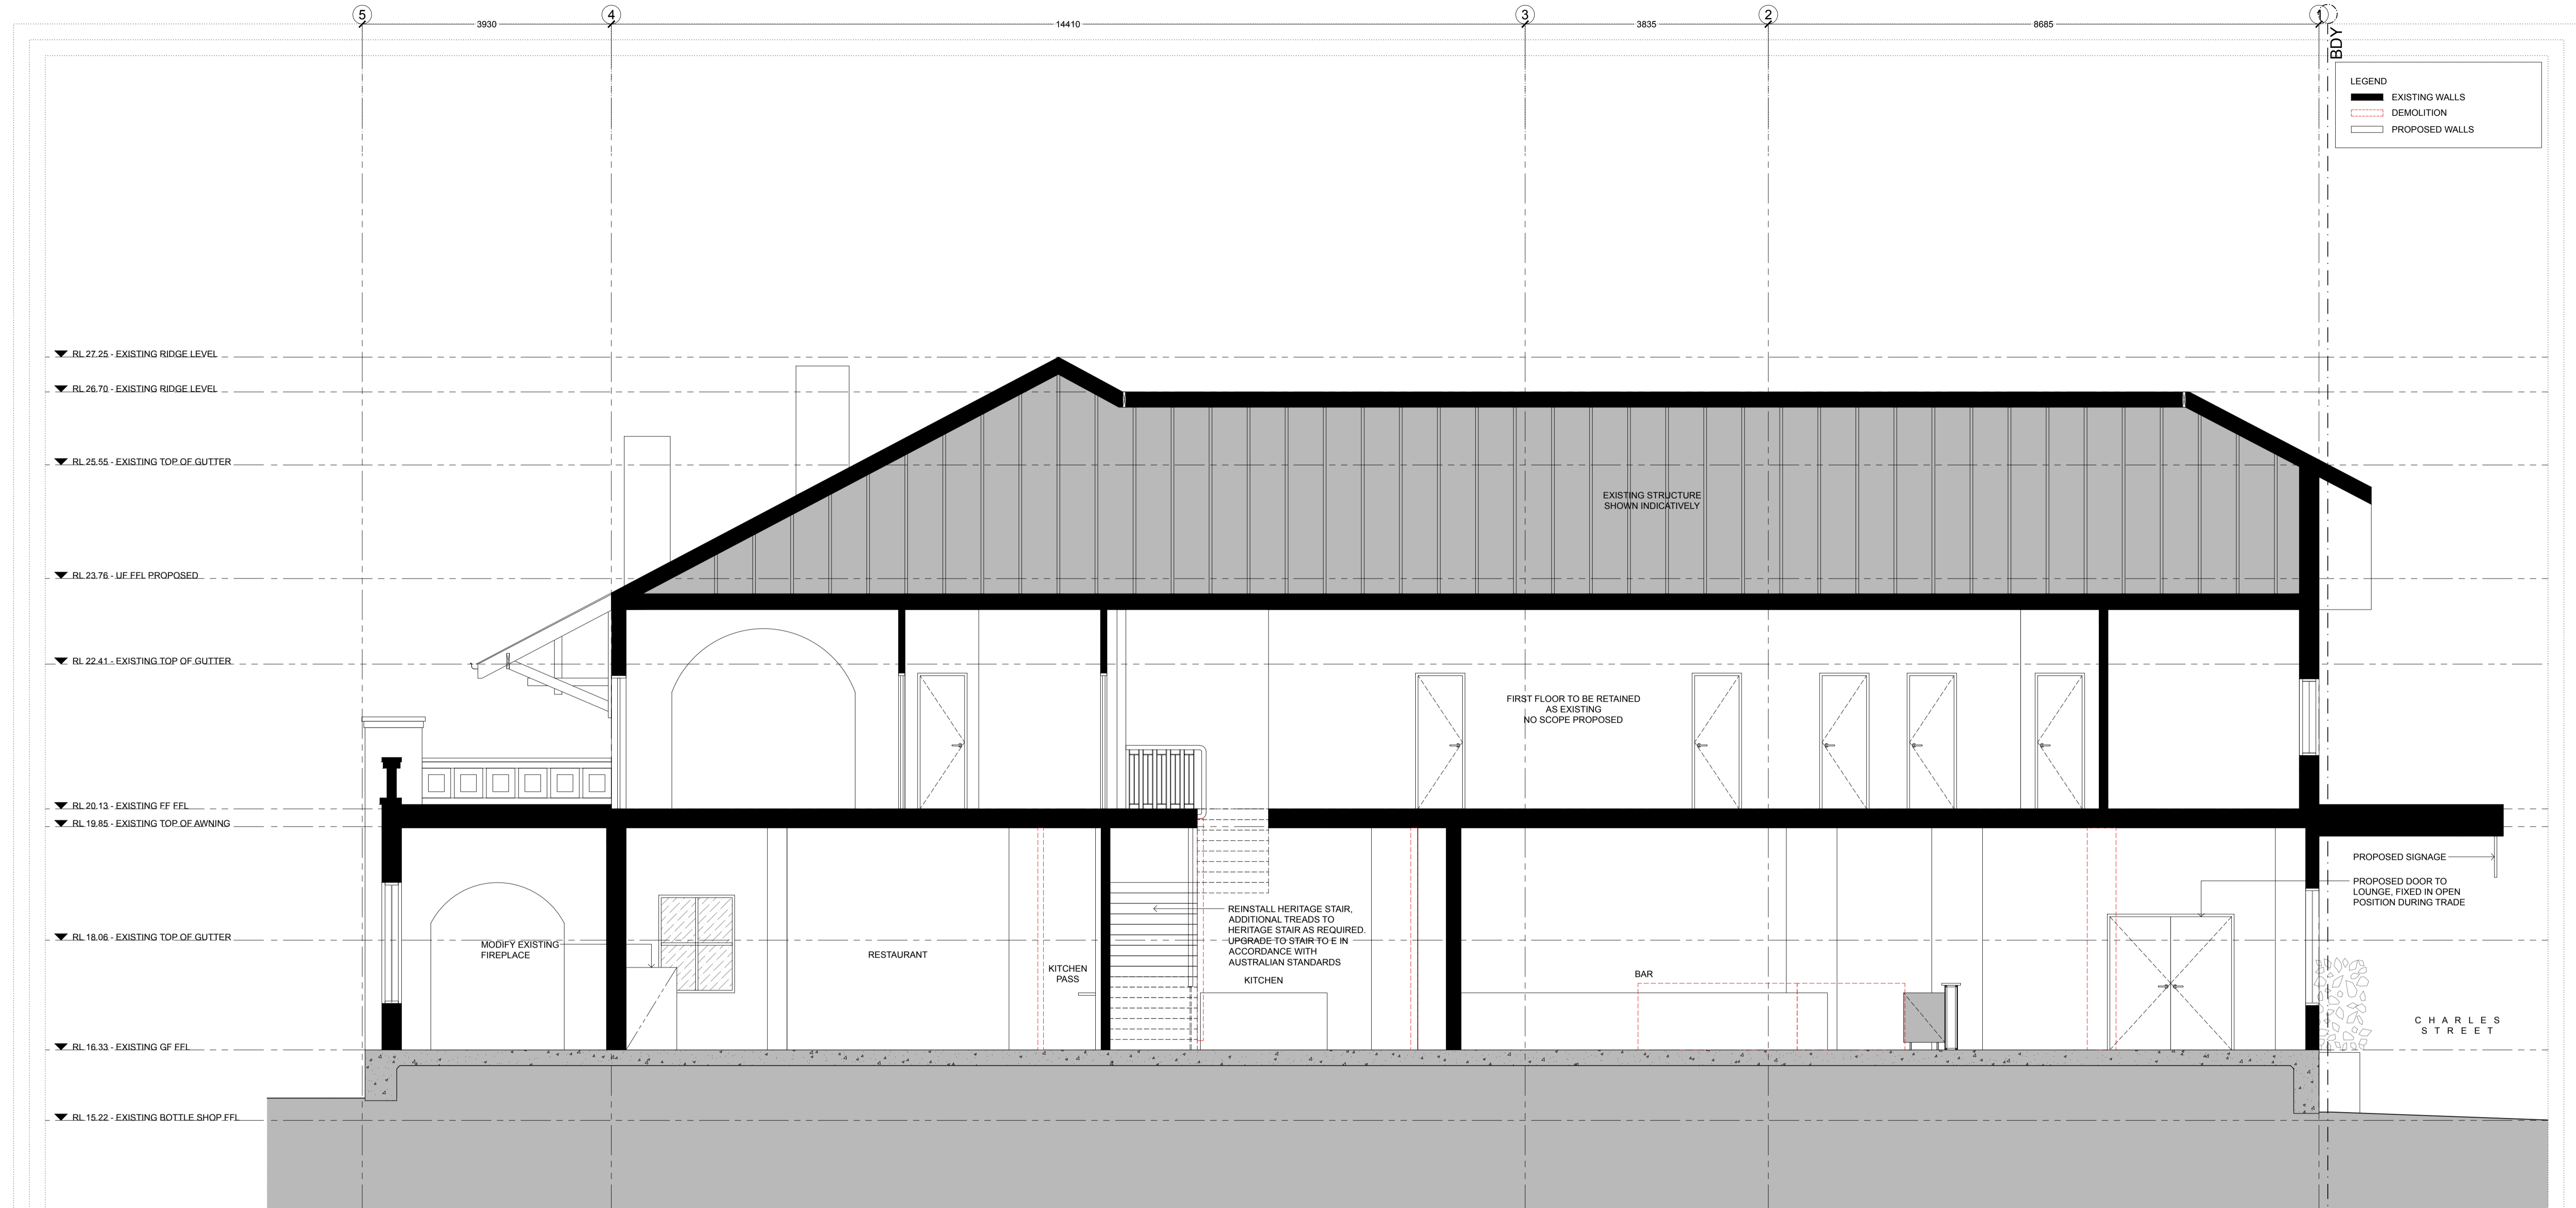 5
4
3
2
1
3930
14410
3835
8685
BDY
LEGEND
EXISTING WALLS
DEMOLITION
PROPOSED WALLS
RL 27.25 - EXISTING RIDGE LEVEL
RL 26.70 - EXISTING RIDGE LEVEL
RL 25.55 - EXISTING TOP OF GUTTER
EXISTING STRUCTURE
SHOWN INDICATIVELY
RL 23.76 - UF FFL PROPOSED
RL 22.41 - EXISTING TOP OF GUTTER
FIRST FLOOR TO BE RETAINED
AS EXISTING
NO SCOPE PROPOSED
RL 20.13 - EXISTING FF FFL
RL 19.85 - EXISTING TOP OF AWNING
PROPOSED SIGNAGE
PROPOSED DOOR TO
LOUNGE, FIXED IN OPEN
POSITION DURING TRADE
REINSTALL HERITAGE STAIR,
ADDITIONAL TREADS TO
HERITAGE STAIR AS REQUIRED.
UPGRADE TO STAIR TO E IN
ACCORDANCE WITH
AUSTRALIAN STANDARDS
RL 18.06 - EXISTING TOP OF GUTTER
MODIFY EXISTING
FIREPLACE
RESTAURANT
KITCHEN
PASS
KITCHEN
BAR
CHARLES
STREET
RL 16.33 - EXISTING GF FFL
RL 15.22 - EXISTING BOTTLE SHOP FFL